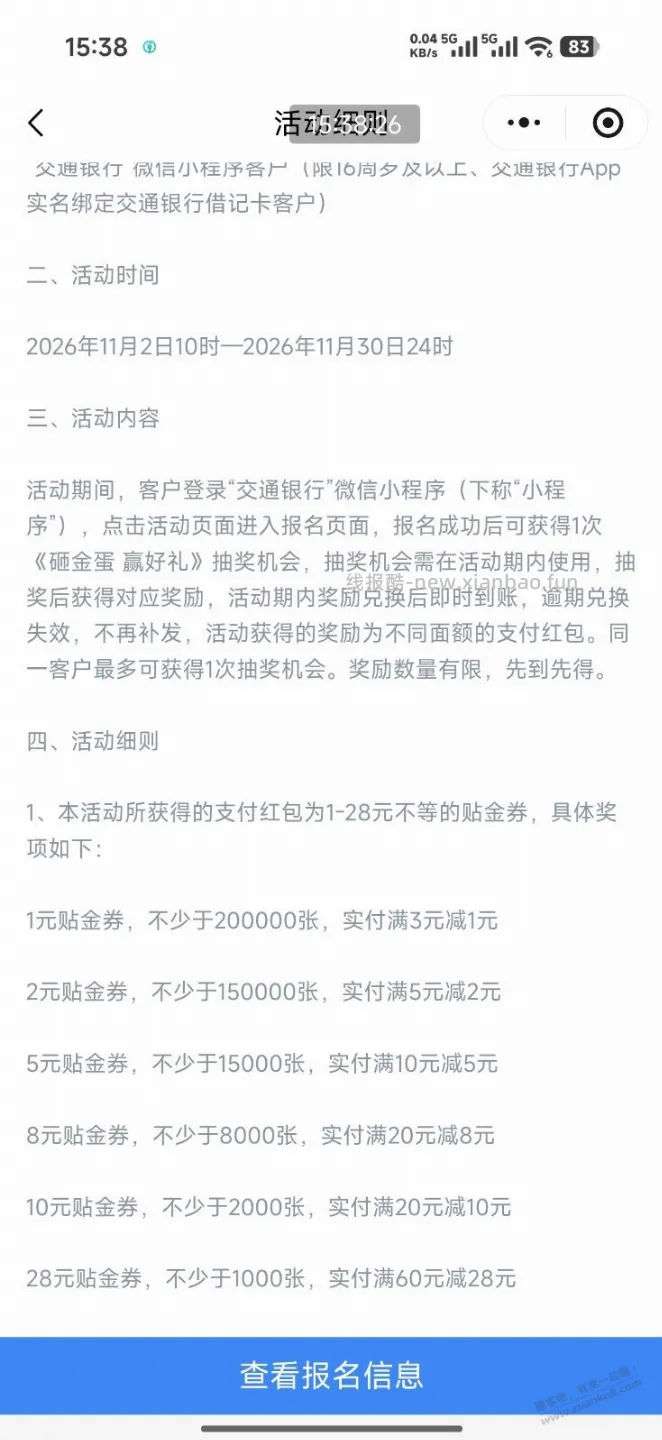 15:38
0.04 KB/s 5G 5G 6 83
活动细则
15:38:26
“交通银行”微信小程序客户（限16周岁及以上、交通银行App
实名绑定交通银行借记卡客户）
二、活动时间
2026年11月2日10时—2026年11月30日24时
三、活动内容
活动期间，客户登录“交通银行”微信小程序（下称“小程
序”），点击活动页面进入报名页面，报名成功后可获得1次
《砸金蛋 赢好礼》抽奖机会，抽奖机会需在活动期内使用，抽
线报酷-new.xianbao.fun
奖后获得对应奖励，活动期内奖励兑换后即时到账，逾期兑换
失效，不再补发，活动获得的奖励为不同面额的支付红包。同
一客户最多可获得1次抽奖机会。奖励数量有限，先到先得。
四、活动细则
1、本活动所获得的支付红包为1-28元不等的贴金券，具体奖
项如下：
1元贴金券，不少于200000张，实付满3元减1元
2元贴金券，不少于150000张，实付满5元减2元
5元贴金券，不少于15000张，实付满10元减5元
8元贴金券，不少于8000张，实付满20元减8元
10元贴金券，不少于2000张，实付满20元减10元
28元贴金券，不少于1000张，实付满60元减28元
查看报名信息